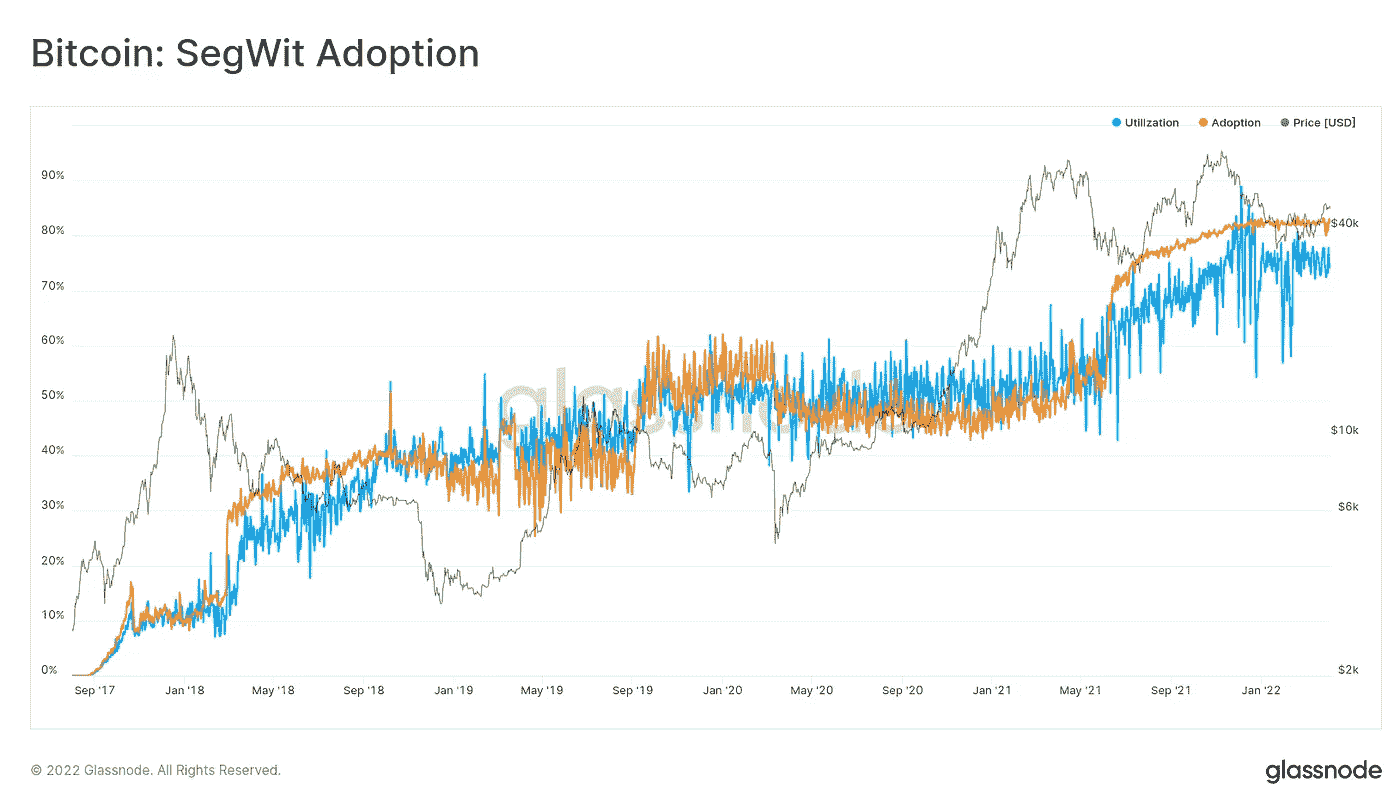 Bitcoin: SegWit Adoption
Utilization Adoption Price [USD]
90%
80%
70%
60%
50%
40%
30%
20%
10%
0%
$40k
$10k
$6k
$2k
glassnode
Sep '17 Jan '18 May '18 Sep '18 Jan '19 May '19 Sep '19 Jan '20 May '20 Sep '20 Jan '21 May '21 Sep '21 Jan '22
© 2022 Glassnode. All Rights Reserved.
glassnode